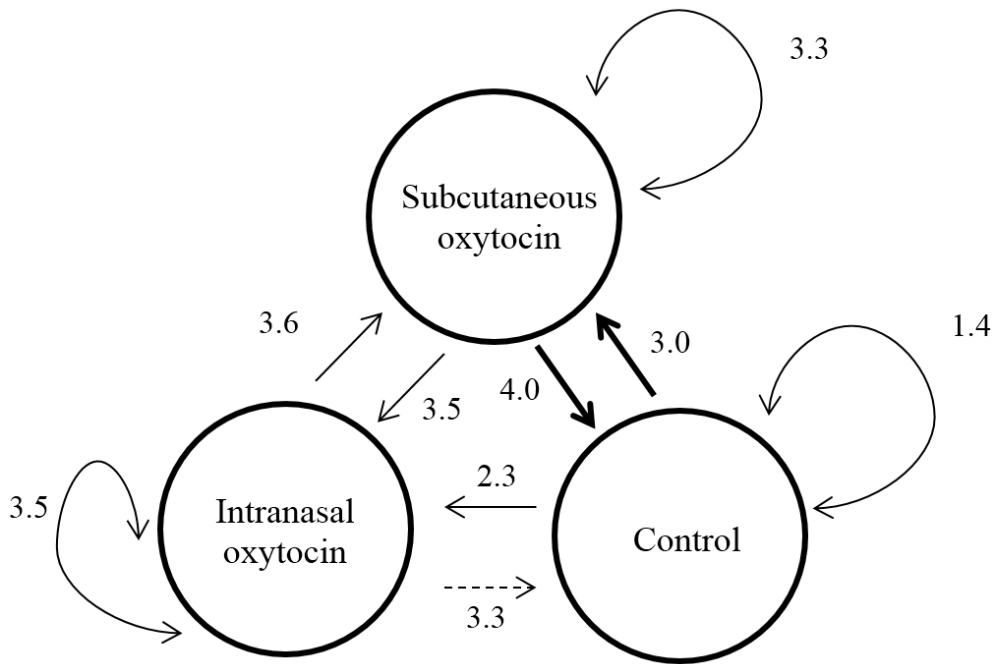 3.3
Subcutaneous
oxytocin
3.6
3.5
4.0
3.0
1.4
3.5
Intranasal
oxytocin
2.3
3.3
Control